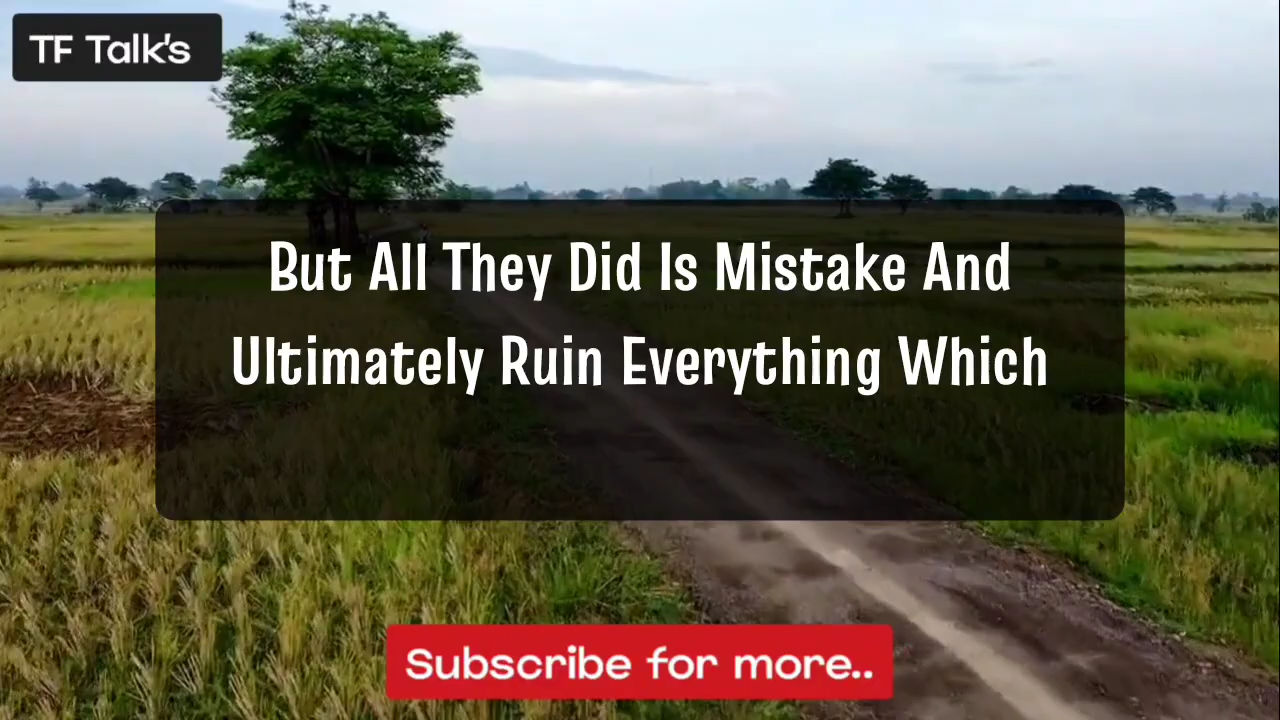 TF Talk's
But All They Did Is Mistake And
Ultimately Ruin Everything Which
Subscribe for more..